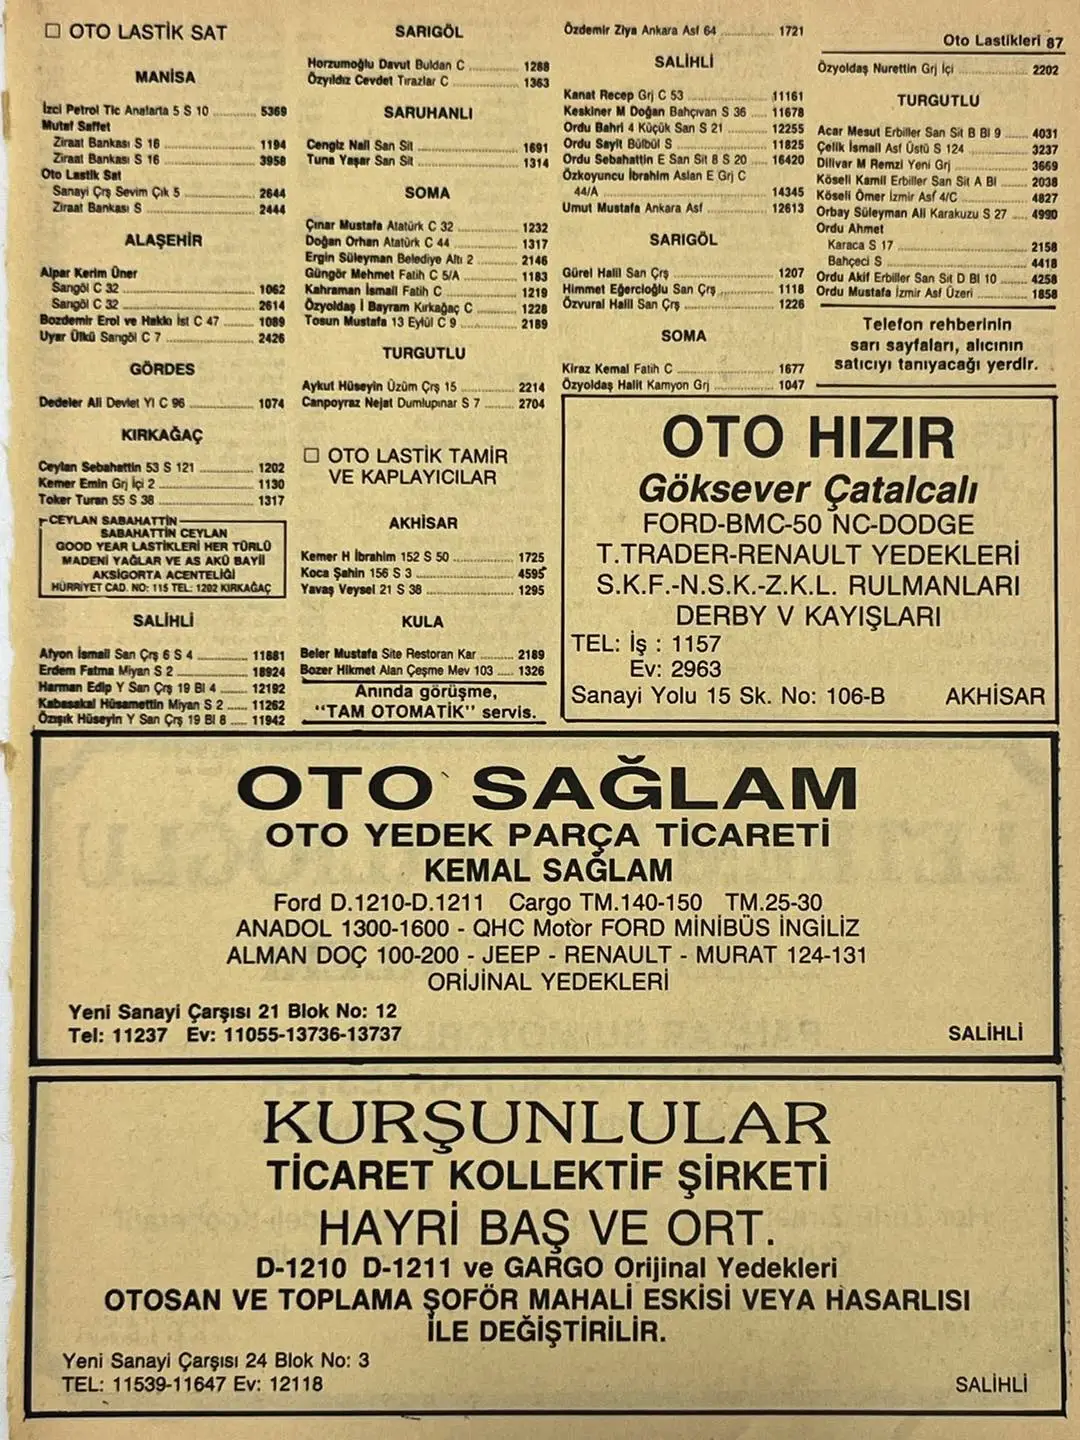 □ OTO LASTİK SAT
MANİSA
İzci Petrol Tic Anafarta 5 S 10 5369
Mutaf Saffet
Ziraat Bankası S 16 1194
Ziraat Bankası S 16 3958
Oto Lastik Sat
Sanayi Çrş Sevim Çık 5 2644
Ziraat Bankası S 2444
ALAŞEHİR
Alpar Kerim Üner
Sarıgöl C 32 1062
Sarıgöl C 32 2614
Bozdemir Erol ve Hakkı İst C 47 1089
Uyar Ülkü Sarıgöl C 7 2426
GÖRDES
Dedeler Ali Devlet Yl C 96 1074
KIRKAĞAÇ
Ceylan Sebahattin 53 S 121 1202
Kemer Emin Grj İçi 2 1130
Toker Turan 55 S 38 1317
CEYLAN SABAHATTİN
SABAHATTİN CEYLAN
GOOD YEAR LASTİKLERİ HER TÜRLÜ
MADENİ YAĞLAR VE AS AKÜ BAYİİ
AKSİGORTA ACENTELİĞİ
HÜRRİYET CAD. NO: 115 TEL: 1202 KIRKAĞAÇ
SALİHLİ
Afyon İsmail San Çrş 6 S 4 11881
Erdem Fatma Miyan S 2 18924
Harman Edip Y San Çrş 19 Bl 4 12192
Kabasakal Hüsamettin Miyan S 2 11262
Özışık Hüseyin Y San Çrş 19 Bl 8 11942
SARIGÖL
Horzumoğlu Davut Buldan C 1288
Özyıldız Cevdet Tırazlar C 1363
SARUHANLI
Cengiz Nail San Sit 1691
Tuna Yaşar San Sit 1314
SOMA
Çınar Mustafa Atatürk C 32 1232
Doğan Orhan Atatürk C 44 1317
Ergin Süleyman Belediye Altı 2 2146
Güngör Mehmet Fatih C 5/A 1183
Kahraman İsmail Fatih C 1219
Özyoldaş İ Bayram Kırkağaç C 1228
Tosun Mustafa 13 Eylül C 9 2189
TURGUTLU
Aykut Hüseyin Üzüm Çrş 15 2214
Canpoyraz Nejat Dumlupınar S 7 2704
□ OTO LASTİK TAMİR
VE KAPLAYICILAR
AKHİSAR
Kemer H İbrahim 152 S 50 1725
Koca Şahin 156 S 3 4595
Yavaş Veysel 21 S 38 1295
KULA
Beler Mustafa Site Restoran Kar 2189
Bozer Hikmet Alan Çeşme Mev 103 1326
Anında görüşme,
"TAM OTOMATİK" servis.
Özdemir Ziya Ankara Asf 64 1721
SALİHLİ
Kanat Recep Grj C 53 11161
Keskiner M Doğan Bahçıvan S 36 11678
Ordu Bahri 4 Küçük San S 21 12255
Ordu Sayit Bülbül S 11825
Ordu Sebahattin E San Sit 8 S 20 16420
Özkoyuncu İbrahim Aslan E Grj C
44/A 14345
Umut Mustafa Ankara Asf 12613
SARIGÖL
Gürel Halil San Çrş 1207
Himmet Eğercioğlu San Çrş 1118
Özvural Halil San Çrş 1226
SOMA
Kiraz Kemal Fatih C 1677
Özyoldaş Halit Kamyon Grj 1047
Oto Lastikleri 87
Özyoldaş Nurettin Grj İçi 2202
TURGUTLU
Acar Mesut Erbiller San Sit B Bl 9 4031
Çelik İsmail Asf Üstü S 124 3237
Dilivar M Remzi Yeni Grj 3669
Köseli Kamil Erbiller San Sit A Bl 2038
Köseli Ömer İzmir Asf 4/C 4827
Orbay Süleyman Ali Karakuzu S 27 4990
Ordu Ahmet
Karaca S 17 2158
Bahçeci S 4418
Ordu Akif Erbiller San Sit D Bl 10 4258
Ordu Mustafa İzmir Asf Üzeri 1858
Telefon rehberinin
sarı sayfaları, alıcının
satıcıyı tanıyacağı yerdir.
OTO HIZIR
Göksever Çatalcalı
FORD-BMC-50 NC-DODGE
T.TRADER-RENAULT YEDEKLERİ
S.K.F.-N.S.K.-Z.K.L. RULMANLARI
DERBY V KAYIŞLARI
TEL: İş : 1157
Ev: 2963
Sanayi Yolu 15 Sk. No: 106-B AKHİSAR
OTO SAĞLAM
OTO YEDEK PARÇA TİCARETİ
KEMAL SAĞLAM
Ford D.1210-D.1211 Cargo TM.140-150 TM.25-30
ANADOL 1300-1600 - QHC Motor FORD MİNİBÜS İNGİLİZ
ALMAN DOÇ 100-200 - JEEP - RENAULT - MURAT 124-131
ORİJİNAL YEDEKLERİ
Yeni Sanayi Çarşısı 21 Blok No: 12
Tel: 11237 Ev: 11055-13736-13737 SALİHLİ
KURŞUNLULAR
TİCARET KOLLEKTİF ŞİRKETİ
HAYRİ BAŞ VE ORT.
D-1210 D-1211 ve GARGO Orijinal Yedekleri
OTOSAN VE TOPLAMA ŞOFÖR MAHALİ ESKİSİ VEYA HASARLISI
İLE DEĞİŞTİRİLİR.
Yeni Sanayi Çarşısı 24 Blok No: 3
TEL: 11539-11647 Ev: 12118 SALİHLİ